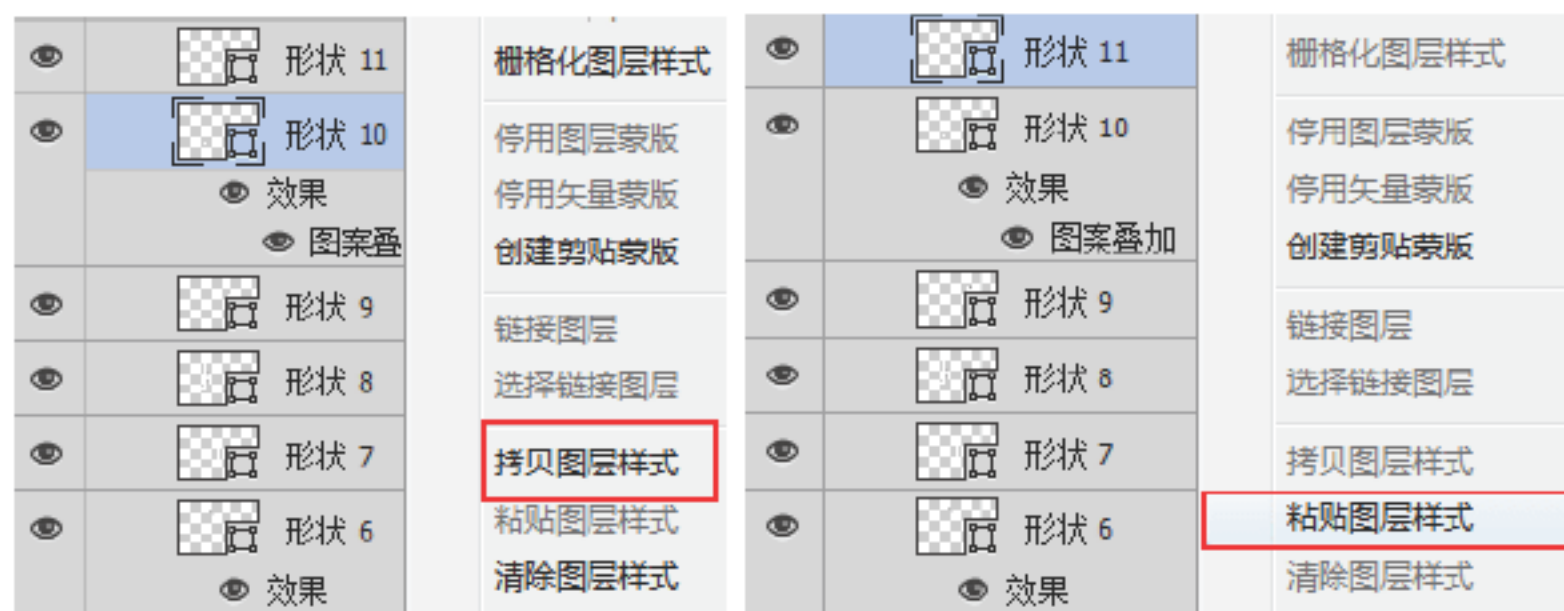 形状 11
形状 10
效果
图案叠
形状 9
形状 8
形状 7
形状 6
效果
栅格化图层样式
停用图层蒙版
停用矢量蒙版
创建剪贴蒙版
链接图层
选择链接图层
拷贝图层样式
粘贴图层样式
清除图层样式
形状 11
形状 10
效果
图案叠加
形状 9
形状 8
形状 7
形状 6
效果
栅格化图层样式
停用图层蒙版
停用矢量蒙版
创建剪贴蒙版
链接图层
选择链接图层
拷贝图层样式
粘贴图层样式
清除图层样式